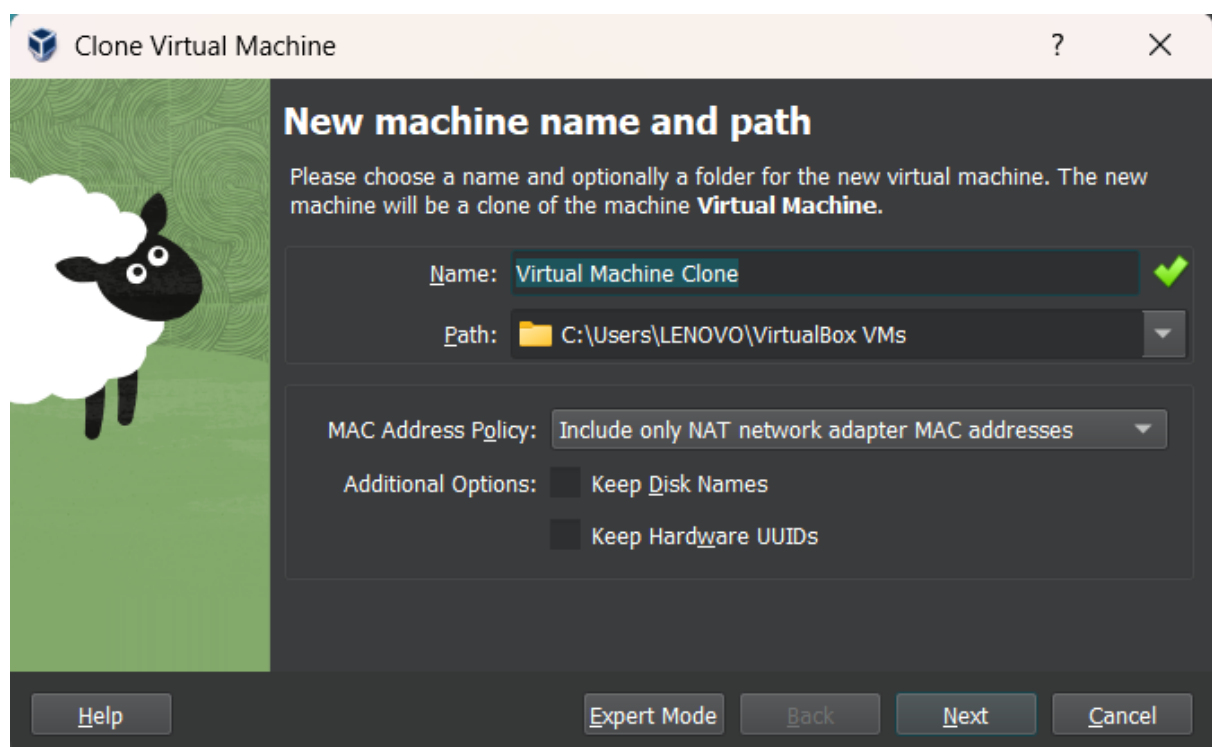 Clone Virtual Machine
?
New machine name and path
Please choose a name and optionally a folder for the new virtual machine. The new
machine will be a clone of the machine Virtual Machine.
Name: Virtual Machine Clone
Path: C:\Users\LENOVO\VirtualBox VMs
MAC Address Policy: Include only NAT network adapter MAC addresses
Additional Options: Keep Disk Names
Keep Hardware UUIDs
Help Expert Mode Back Next Cancel